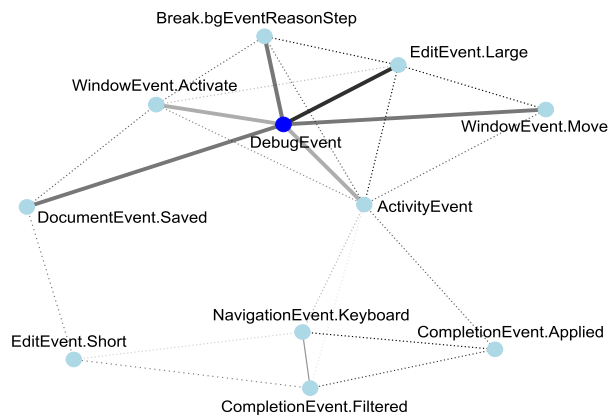 Break.bgEventReasonStep
EditEvent.Large
WindowEvent.Activate
WindowEvent.Move
DebugEvent
ActivityEvent
DocumentEvent.Saved
NavigationEvent.Keyboard
CompletionEvent.Applied
EditEvent.Short
CompletionEvent.Filtered